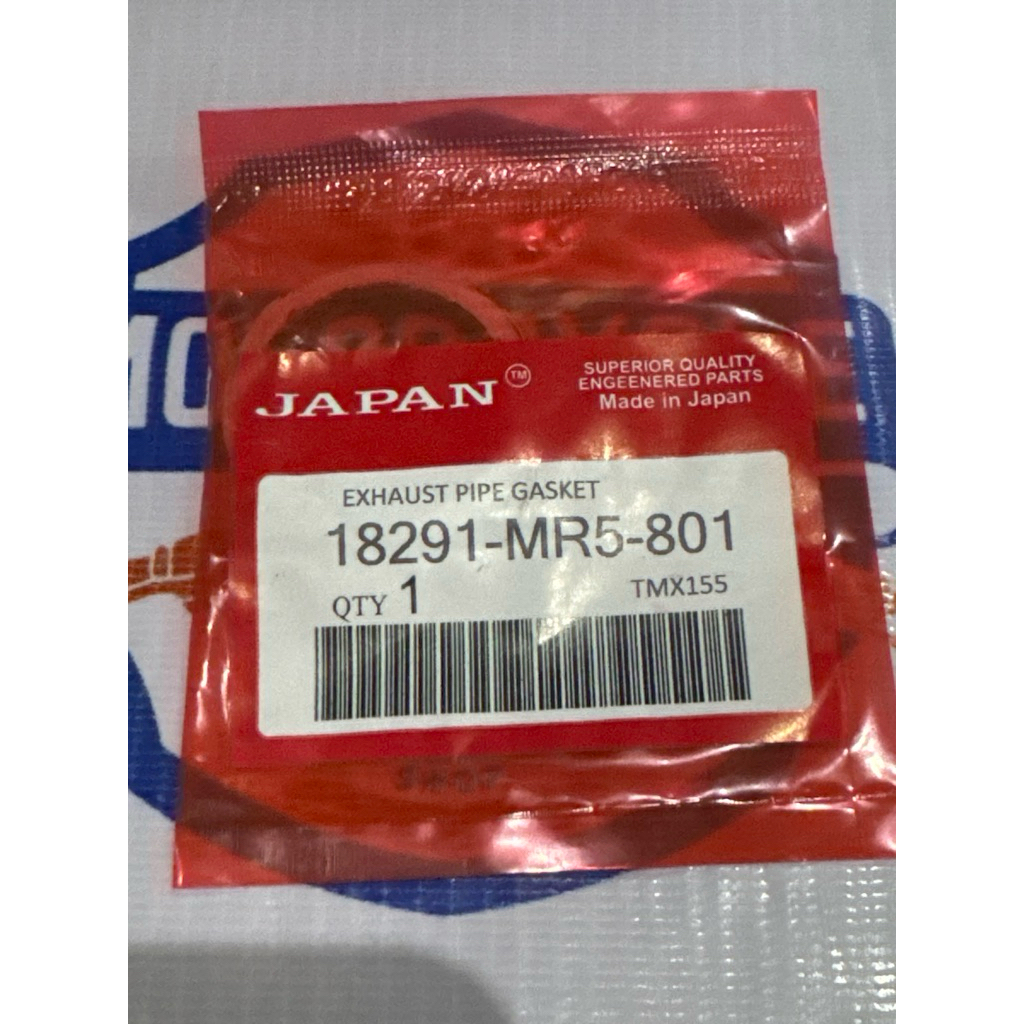 JAPAN™
SUPERIOR QUALITY
ENGEENERED PARTS
Made in Japan
EXHAUST PIPE GASKET
18291-MR5-801
QTY 1
TMX155